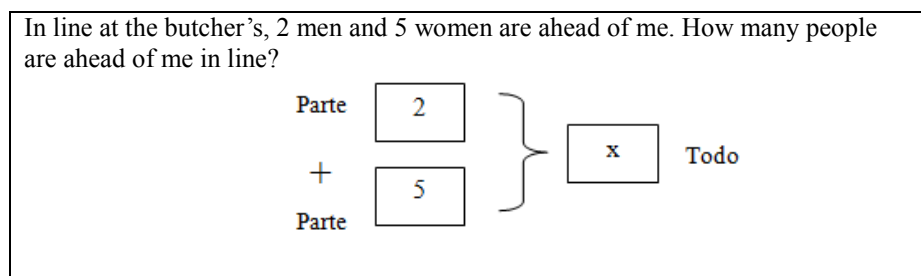 In line at the butcher’s, 2 men and 5 women are ahead of me. How many people
are ahead of me in line?
Parte
2
+
x
Todo
5
Parte